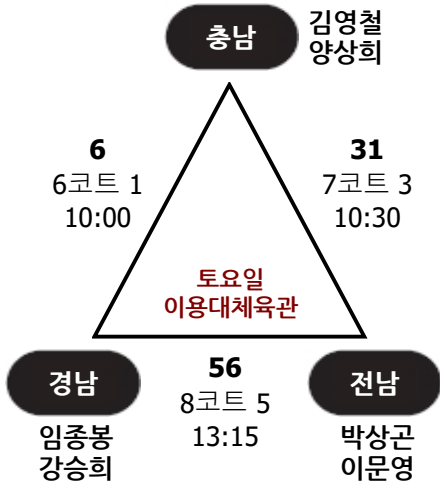 충남
김영철
양상희
6
6코트 1
10:00
31
7코트 3
10:30
토요일
이용대체육관
경남
임종봉
강승희
56
8코트 5
13:15
전남
박상곤
이문영